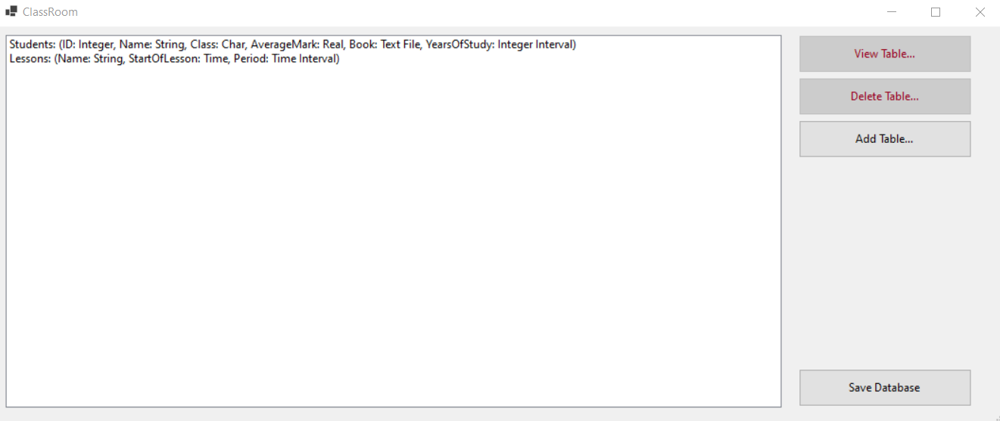 ClassRoom
Students: (ID: Integer, Name: String, Class: Char, AverageMark: Real, Book: Text File, YearsOfStudy: Integer Interval)
Lessons: (Name: String, StartOfLesson: Time, Period: Time Interval)
View Table...
Delete Table...
Add Table...
Save Database